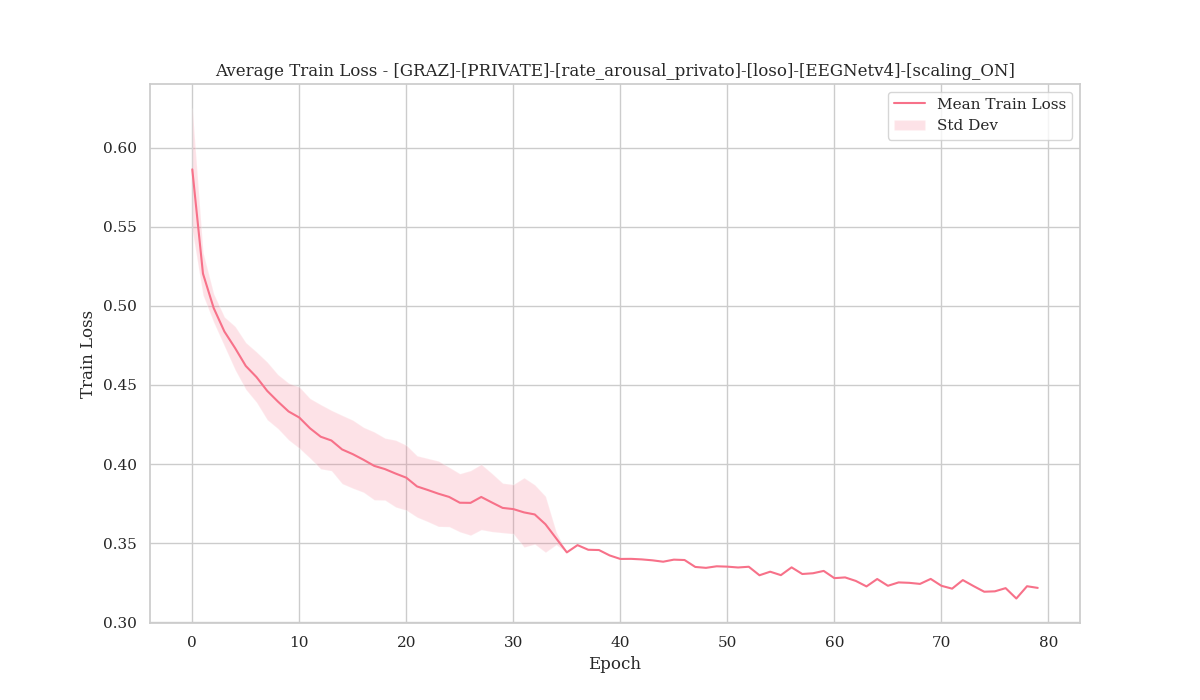 Average Train Loss - [GRAZ]-[PRIVATE]-[rate_arousal_privato]-[loso]-[EEGNetv4]-[scaling_ON]
Mean Train Loss
Std Dev
0.60
0.55
0.50
0.45
0.40
0.35
0.30
Train Loss
0 10 20 30 40 50 60 70 80
Epoch